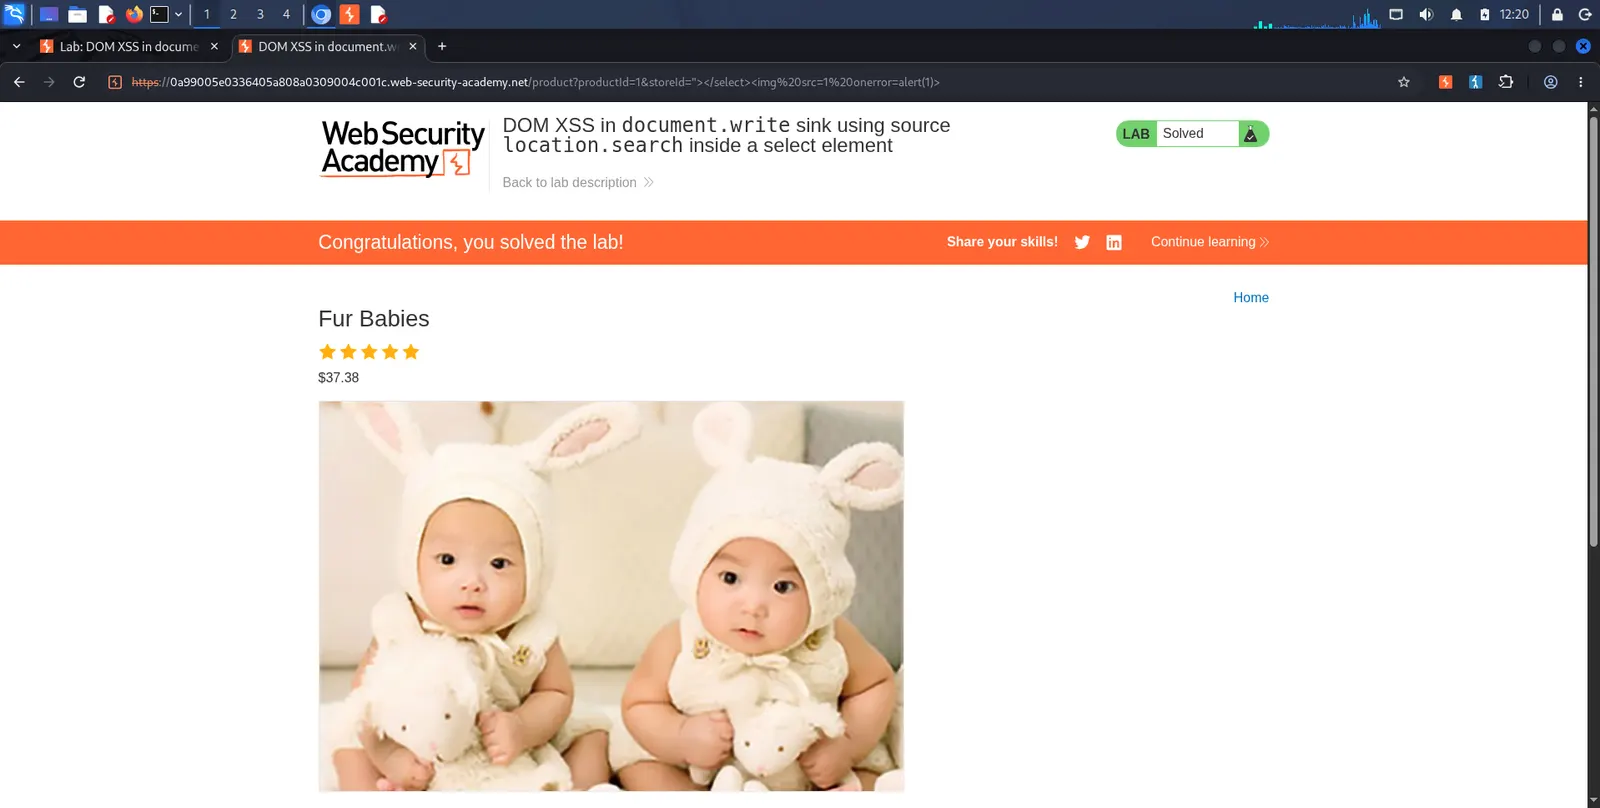 1 2 3 4 12:20
Lab: DOM XSS in docume DOM XSS in document.w
https://0a99005e0336405a808a0309004c001c.web-security-academy.net/product?productId=1&storeId="></select><img%20src=1%20onerror=alert(1)>
Web Security
Academy
DOM XSS in document.write sink using source
location.search inside a select element
Back to lab description
LAB Solved
Congratulations, you solved the lab!
Share your skills!
Continue learning
Home
Fur Babies
$37.38